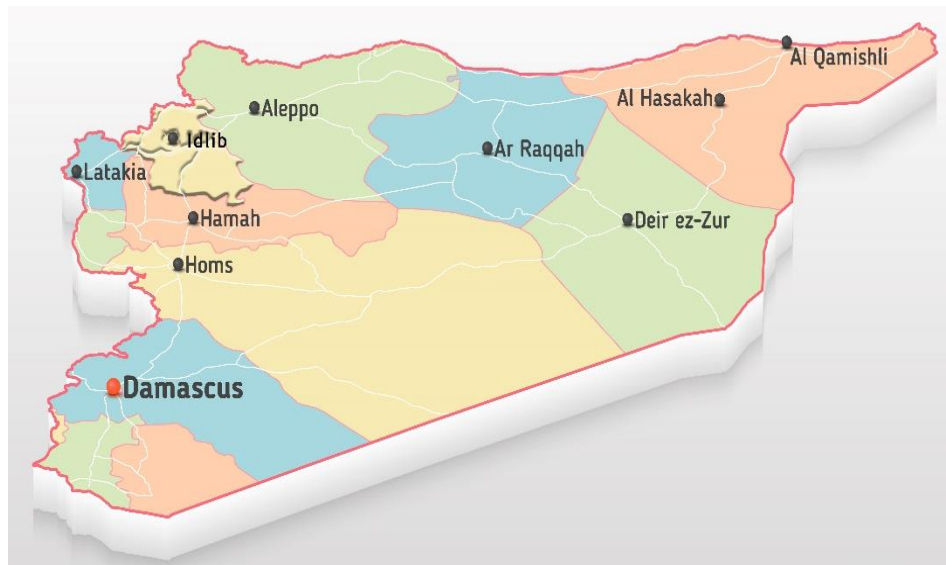 Al Qamishli
Al Hasakah
Aleppo
Idlib
Ar Raqqah
Latakia
Hamah
Deir ez-Zur
Homs
Damascus